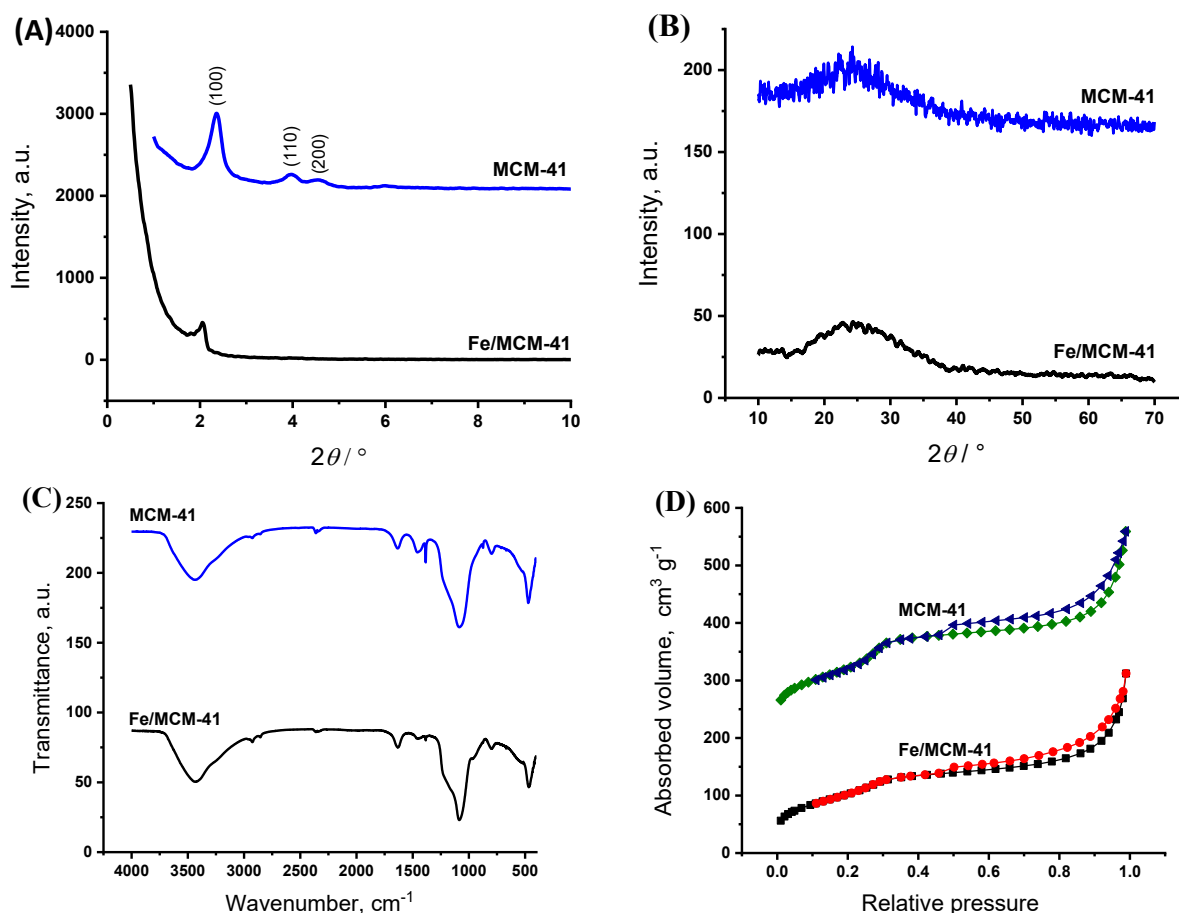 (A)
4000
3000
2000
1000
0
Intensity, a.u.
(100)
(110)
(200)
MCM-41
Fe/MCM-41
0 2 4 6 8 10
2θ / °
(B)
200
150
100
50
0
Intensity, a.u.
MCM-41
Fe/MCM-41
10 20 30 40 50 60 70
2θ / °
(C)
250
200
150
100
50
0
Transmittance, a.u.
MCM-41
Fe/MCM-41
4000 3500 3000 2500 2000 1500 1000 500
Wavenumber, cm⁻¹
(D)
600
500
400
300
200
100
0
Absorbed volume, cm³ g⁻¹
MCM-41
Fe/MCM-41
0.0 0.2 0.4 0.6 0.8 1.0
Relative pressure